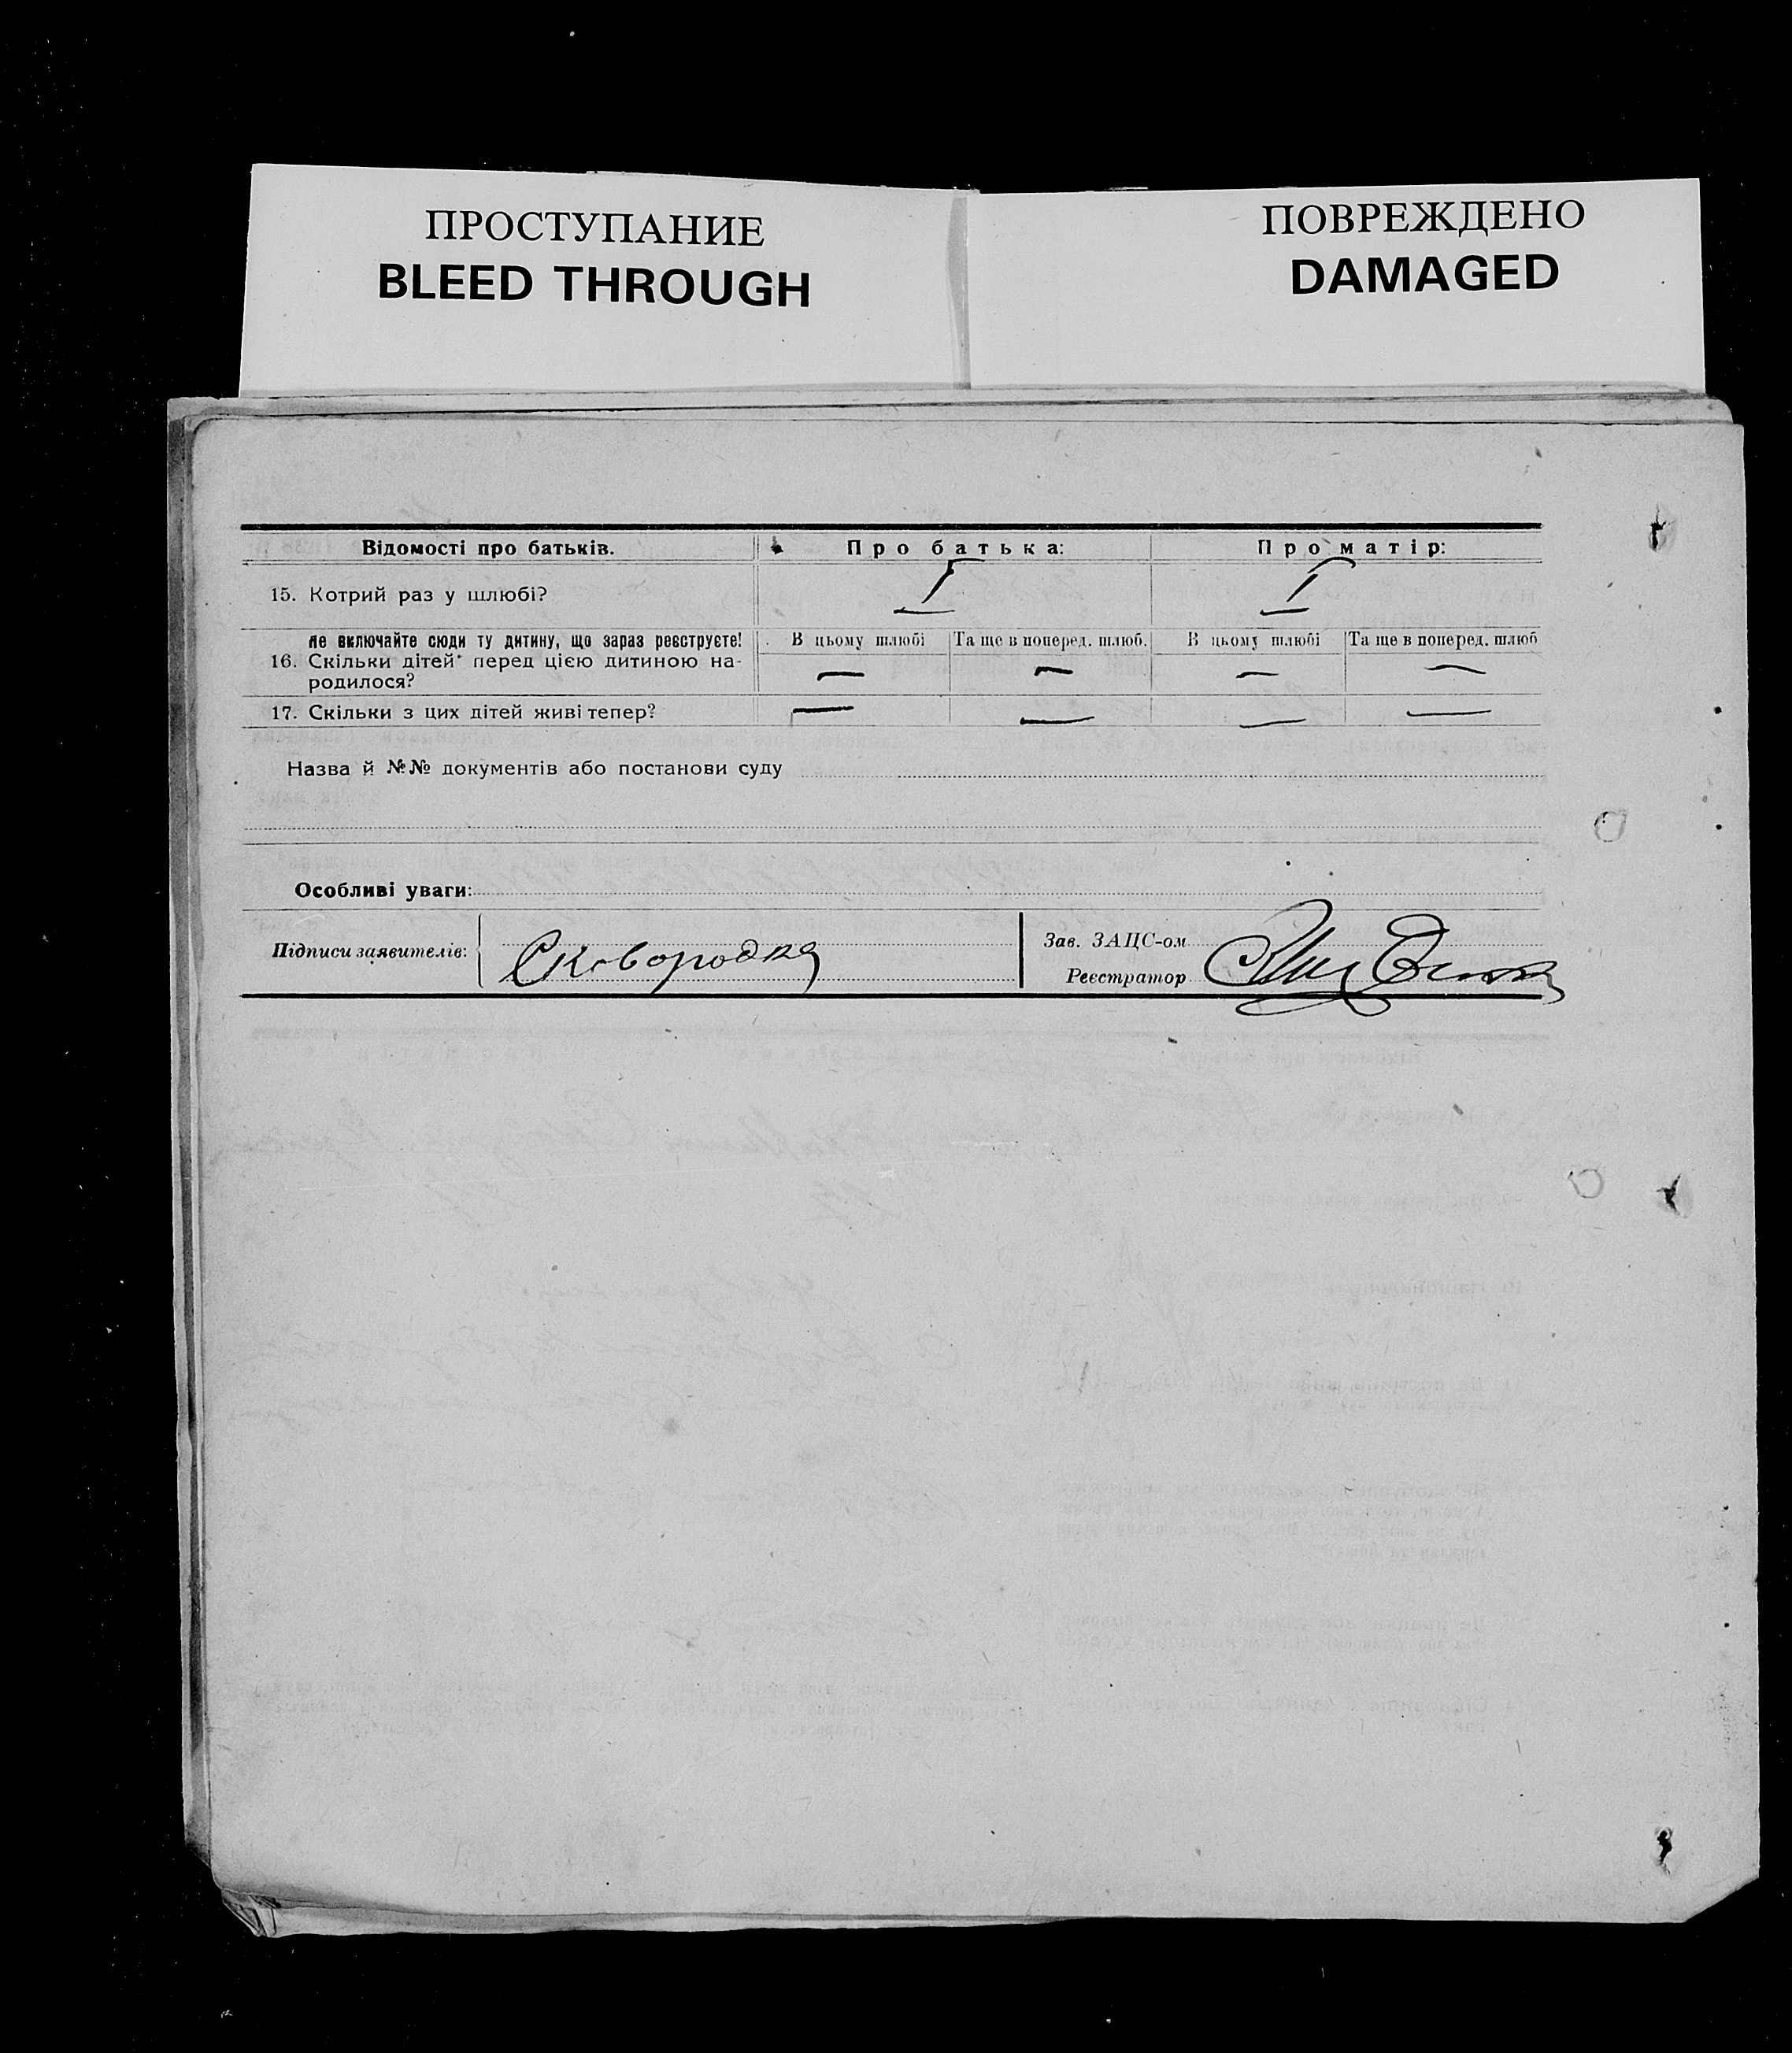 ПРОСТУПАНИЕ
BLEED THROUGH
ПОВРЕЖДЕНО
DAMAGED
Відомості про батьків. Про батька: Про матір:
15. Котрий раз у шлюбі? I I
Не включайте сюди ту дитину, що зараз реєструєте! В цьому шлюбі Та ще в поперед. шлюб. В цьому шлюбі Та ще в поперед. шлюб
16. Скільки дітей перед цією дитиною на- — — — —
родилося?
17. Скільки з цих дітей живі тепер? — — — —
Назва й №№ документів або постанови суду
Особливі уваги:
Підписи заявителів: Сковородка
Зав. ЗАЦС-ом
Реєстратор